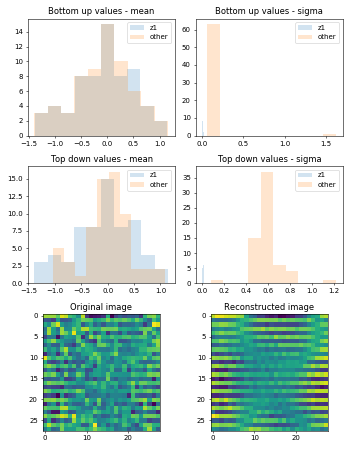 Bottom up values - mean
Bottom up values - sigma
14
12
10
8
6
4
2
0
z1
other
−1.5 −1.0 −0.5 0.0 0.5 1.0
60
50
40
30
20
10
0
z1
other
0.0 0.5 1.0 1.5
Top down values - mean
Top down values - sigma
15.0
12.5
10.0
7.5
5.0
2.5
0.0
z1
other
−1.5 −1.0 −0.5 0.0 0.5 1.0
35
30
25
20
15
10
5
0
z1
other
0.0 0.2 0.4 0.6 0.8 1.0 1.2
Original image
Reconstructed image
0
5
10
15
20
25
0 10 20
0
5
10
15
20
25
0 10 20